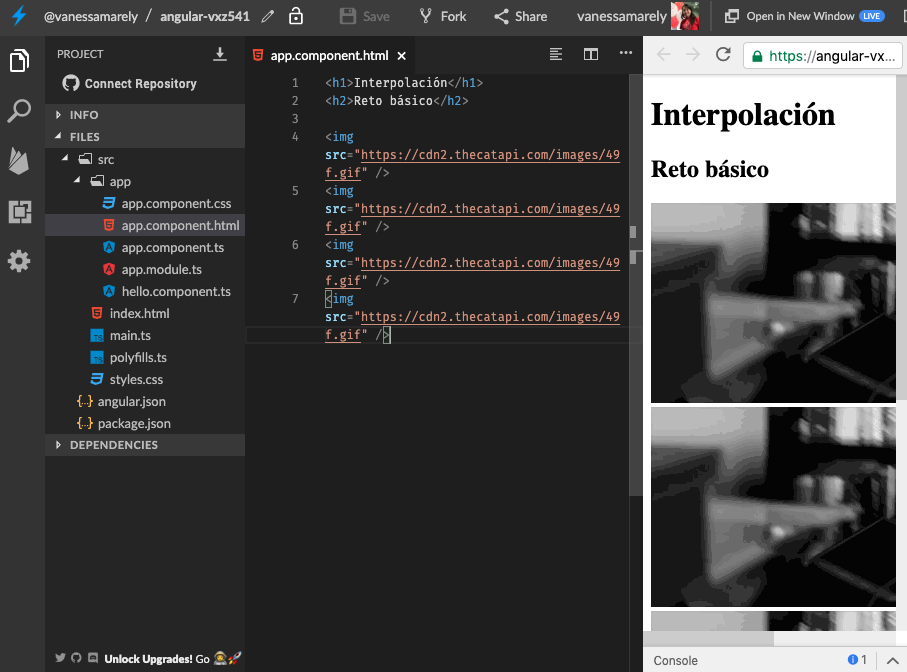 @vanessamarely / angular-vxz541
Save
Fork
Share
vanessamarely
Open in New Window LIVE
PROJECT
Connect Repository
INFO
FILES
src
app
app.component.css
app.component.html
app.component.ts
app.module.ts
hello.component.ts
index.html
main.ts
polyfills.ts
styles.css
{..} angular.json
{..} package.json
DEPENDENCIES
Unlock Upgrades! Go
app.component.html ×
1 <h1>Interpolación</h1>
2 <h2>Reto básico</h2>
3
4 <img
src="https://cdn2.thecatapi.com/images/49
f.gif" />
5 <img
src="https://cdn2.thecatapi.com/images/49
f.gif" />
6 <img
src="https://cdn2.thecatapi.com/images/49
f.gif" />
7 <img
src="https://cdn2.thecatapi.com/images/49
f.gif" />
https://angular-vx...
Interpolación
Reto básico
Console
1